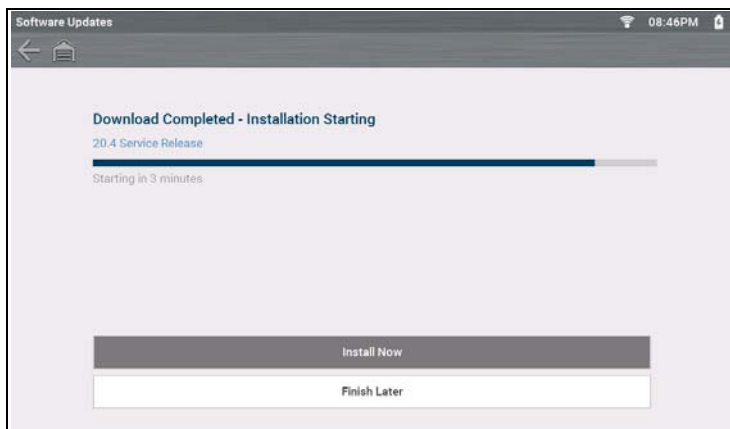 Software Updates
08:46PM
Download Completed - Installation Starting
20.4 Service Release
Starting in 3 minutes
Install Now
Finish Later